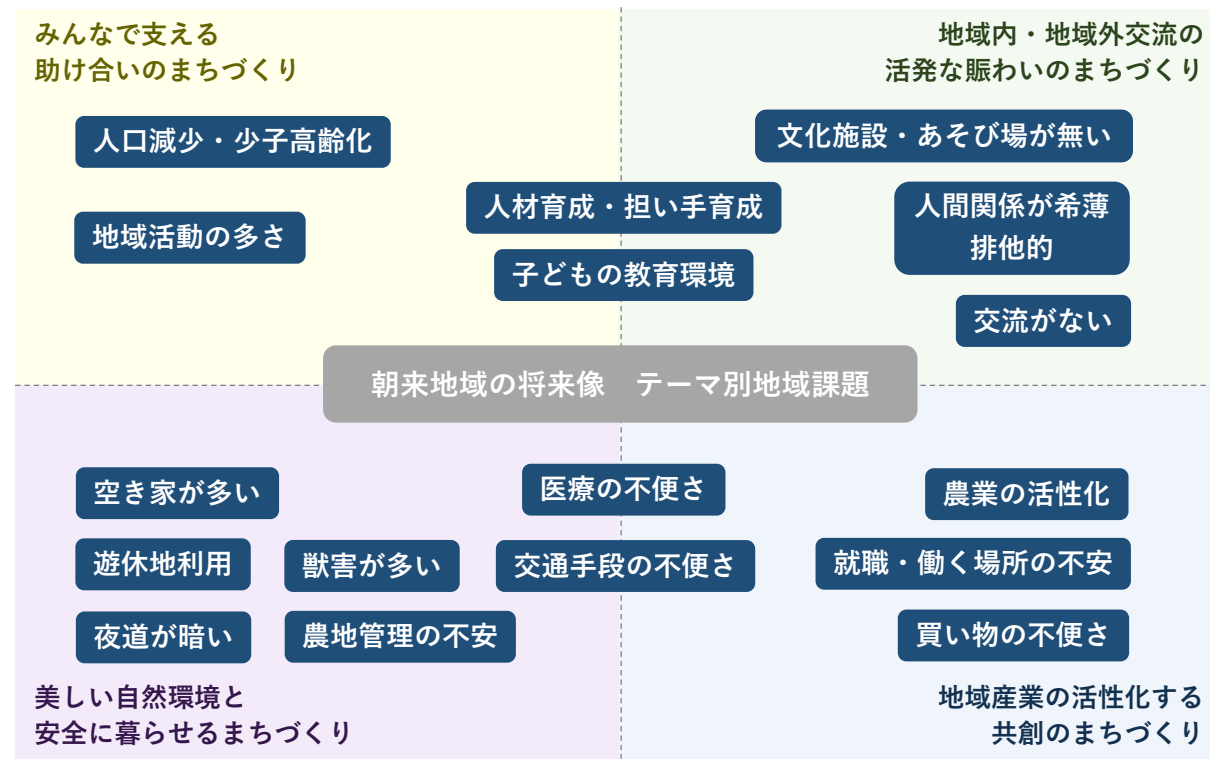 みんなで支える
助け合いのまちづくり
地域内・地域外交流の
活発な賑わいのまちづくり
人口減少・少子高齢化
文化施設・あそび場が無い
人材育成・担い手育成
人間関係が希薄
排他的
地域活動の多さ
子どもの教育環境
交流がない
朝来地域の将来像　テーマ別地域課題
空き家が多い
医療の不便さ
農業の活性化
遊休地利用
獣害が多い
交通手段の不便さ
就職・働く場所の不安
夜道が暗い
農地管理の不安
買い物の不便さ
美しい自然環境と
安全に暮らせるまちづくり
地域産業の活性化する
共創のまちづくり